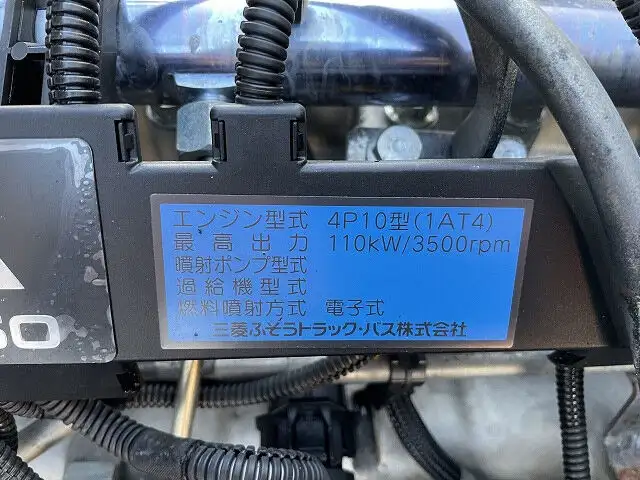 エンジン型式 4P10型(1AT4)
最高出力 110kW/3500rpm
噴射ポンプ型式
過給機型式
燃料噴射方式 電子式
三菱ふそうトラック・バス株式会社